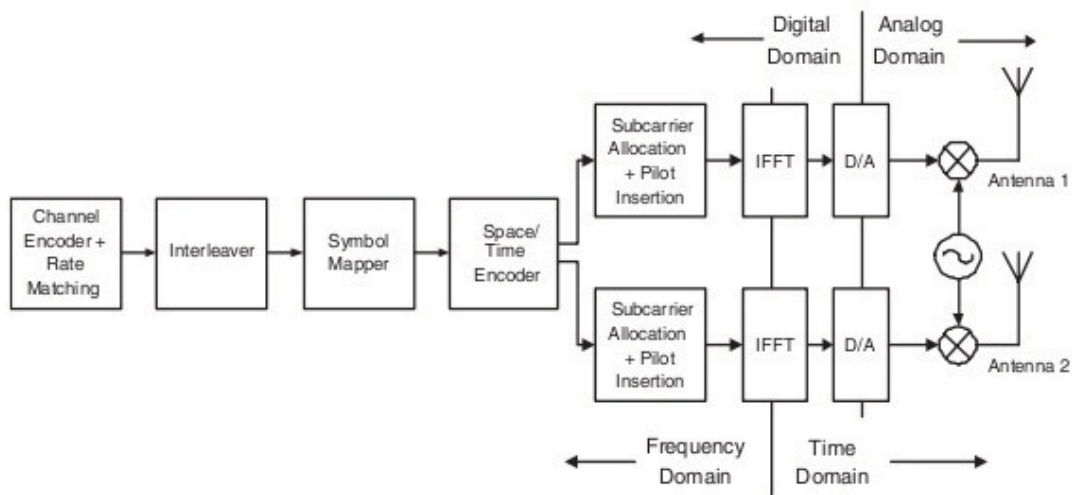 Digital
Domain
Analog
Domain
Subcarrier
Allocation
+ Pilot
Insertion
IFFT
D/A
Antenna 1
Channel
Encoder +
Rate
Matching
Interleaver
Symbol
Mapper
Space/
Time
Encoder
Subcarrier
Allocation
+ Pilot
Insertion
IFFT
D/A
Antenna 2
Frequency
Domain
Time
Domain